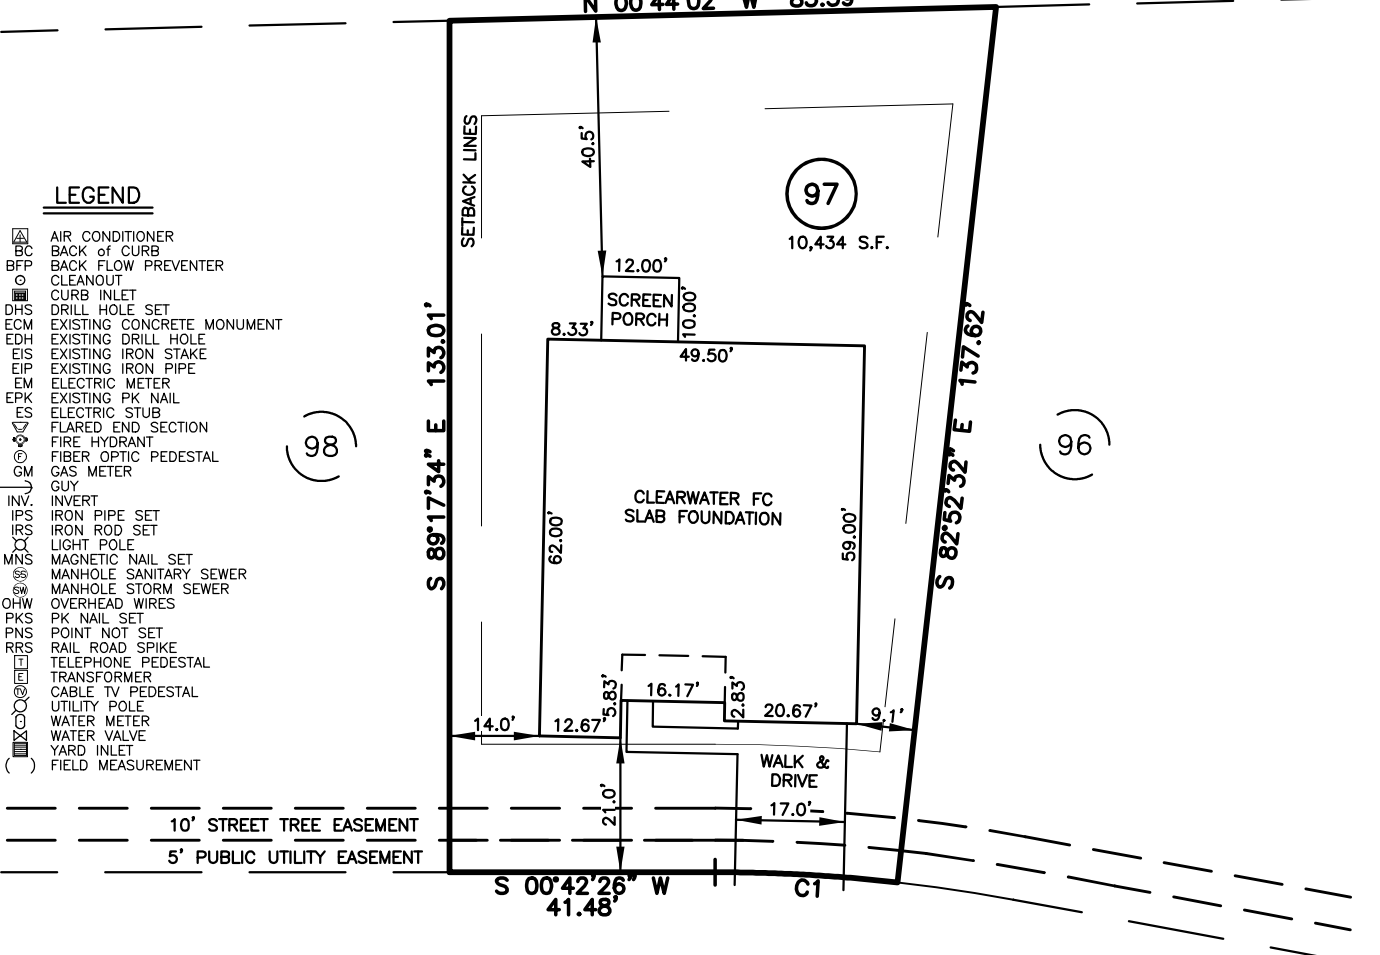 N 00°44'02" W 85.59'
SETBACK LINES
40.5'
97
10,434 S.F.
LEGEND
AIR CONDITIONER
BC BACK of CURB
BFP BACK FLOW PREVENTER
CLEANOUT
CURB INLET
DHS DRILL HOLE SET
ECM EXISTING CONCRETE MONUMENT
EDH EXISTING DRILL HOLE
EIS EXISTING IRON STAKE
EIP EXISTING IRON PIPE
EM ELECTRIC METER
EPK EXISTING PK NAIL
ES ELECTRIC STUB
FLARED END SECTION
FIRE HYDRANT
F FIBER OPTIC PEDESTAL
GM GAS METER
GUY
INV. INVERT
IPS IRON PIPE SET
IRS IRON ROD SET
LIGHT POLE
MNS MAGNETIC NAIL SET
SS MANHOLE SANITARY SEWER
SW MANHOLE STORM SEWER
OHW OVERHEAD WIRES
PKS PK NAIL SET
PNS POINT NOT SET
RRS RAIL ROAD SPIKE
T TELEPHONE PEDESTAL
E TRANSFORMER
TV CABLE TV PEDESTAL
UTILITY POLE
WATER METER
WATER VALVE
YARD INLET
( ) FIELD MEASUREMENT
98
S 89°17'34" E 133.01'
12.00'
SCREEN
PORCH
10.00'
8.33'
49.50'
S 82°52'32" E 137.62'
96
CLEARWATER FC
SLAB FOUNDATION
62.00'
59.00'
5.83'
16.17'
2.83'
14.0'
12.67'
20.67'
9.1'
WALK &
DRIVE
21.0'
17.0'
10' STREET TREE EASEMENT
5' PUBLIC UTILITY EASEMENT
S 00°42'26" W
41.48'
C1